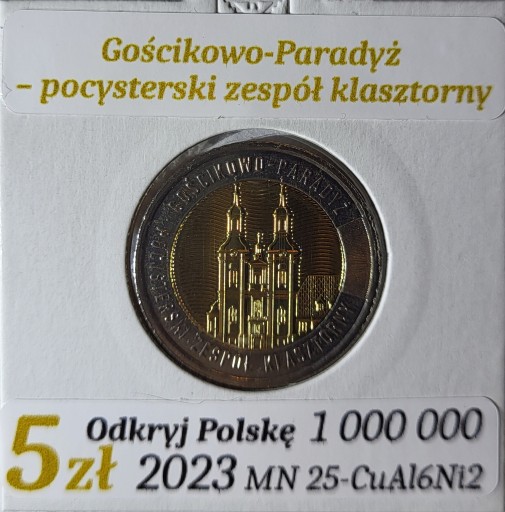 Gościkowo-Paradyż
– pocysterski zespół klasztorny
GOŚCIKOWO-PARADYŻ
POCYSTERSKI ZESPÓŁ KLASZTORNY
5 zł
Odkryj Polskę 1 000 000
2023 MN 25-CuAl6Ni2